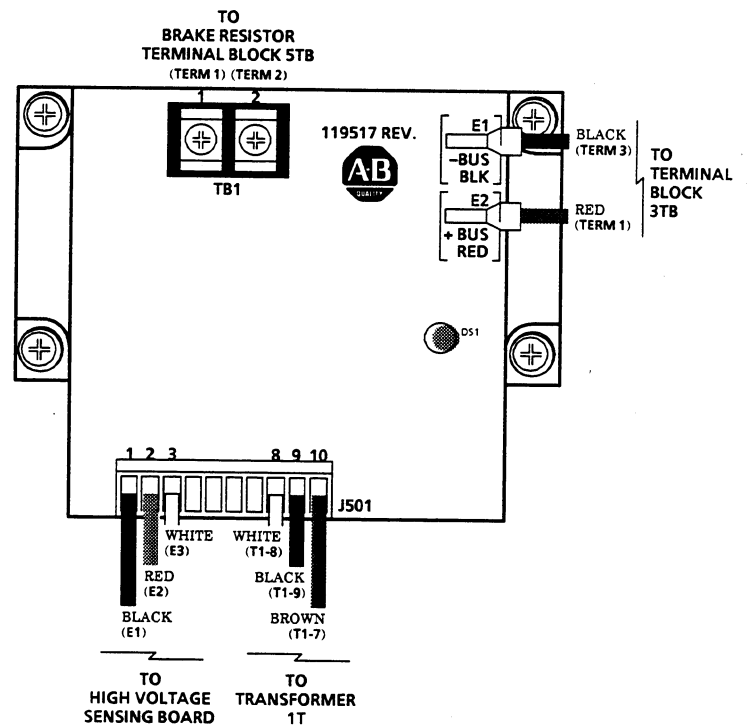 TO
BRAKE RESISTOR
TERMINAL BLOCK 5TB
(TERM 1) (TERM 2)
1 2
TB1
119517 REV.
A-B
QUALITY
E1
−BUS
BLK
BLACK
(TERM 3)
E2
+ BUS
RED
RED
(TERM 1)
TO
TERMINAL
BLOCK
3TB
DS1
1 2 3 8 9 10
J501
WHITE
(E3)
RED
(E2)
BLACK
(E1)
WHITE
(T1-8)
BLACK
(T1-9)
BROWN
(T1-7)
TO
HIGH VOLTAGE
SENSING BOARD
TO
TRANSFORMER
1T